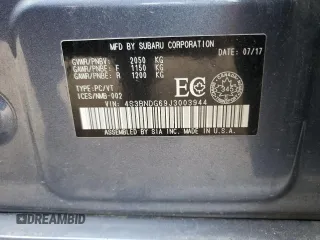 MFD BY SUBARU CORPORATION
GVWR/PNBV 2050 KG
DATE 07/17
GAWR/PNBE: F 1150 KG
GAWR/PNBE: R 1200 KG
TYPE:PC/VT
EC
ICES/NMB-002
VIN: 4S3BNDG69J3003944
ASSEMBLED BY SIA INC. MADE IN U.S.A.
DREAMBID